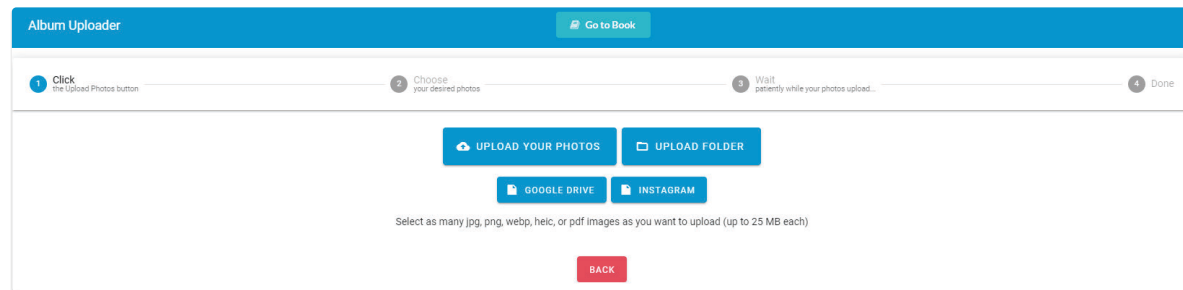 Album Uploader
Go to Book
1 Click
the Upload Photos button
2 Choose
your desired photos
3 Wait
patiently while your photos upload...
4 Done
UPLOAD YOUR PHOTOS
UPLOAD FOLDER
GOOGLE DRIVE
INSTAGRAM
Select as many jpg, png, webp, heic, or pdf images as you want to upload (up to 25 MB each)
BACK